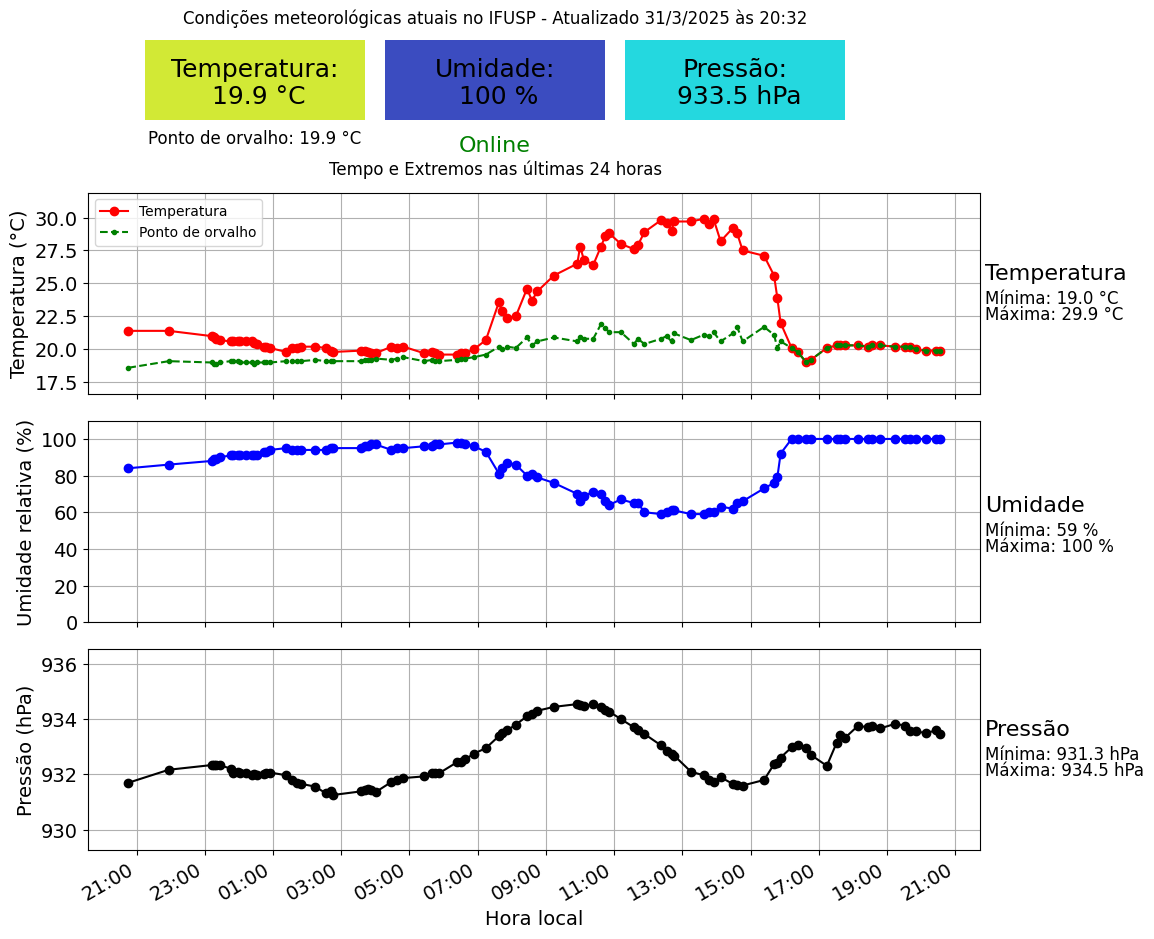 Condições meteorológicas atuais no IFUSP - Atualizado 31/3/2025 às 20:32
Temperatura:
19.9 °C
Umidade:
100 %
Pressão:
933.5 hPa
Ponto de orvalho: 19.9 °C
Online
Tempo e Extremos nas últimas 24 horas
Temperatura (°C)
30.0
27.5
25.0
22.5
20.0
17.5
Temperatura
Ponto de orvalho
Temperatura
Mínima: 19.0 °C
Máxima: 29.9 °C
Umidade relativa (%)
100
80
60
40
20
0
Umidade
Mínima: 59 %
Máxima: 100 %
Pressão (hPa)
936
934
932
930
Pressão
Mínima: 931.3 hPa
Máxima: 934.5 hPa
21:00 23:00 01:00 03:00 05:00 07:00 09:00 11:00 13:00 15:00 17:00 19:00 21:00
Hora local